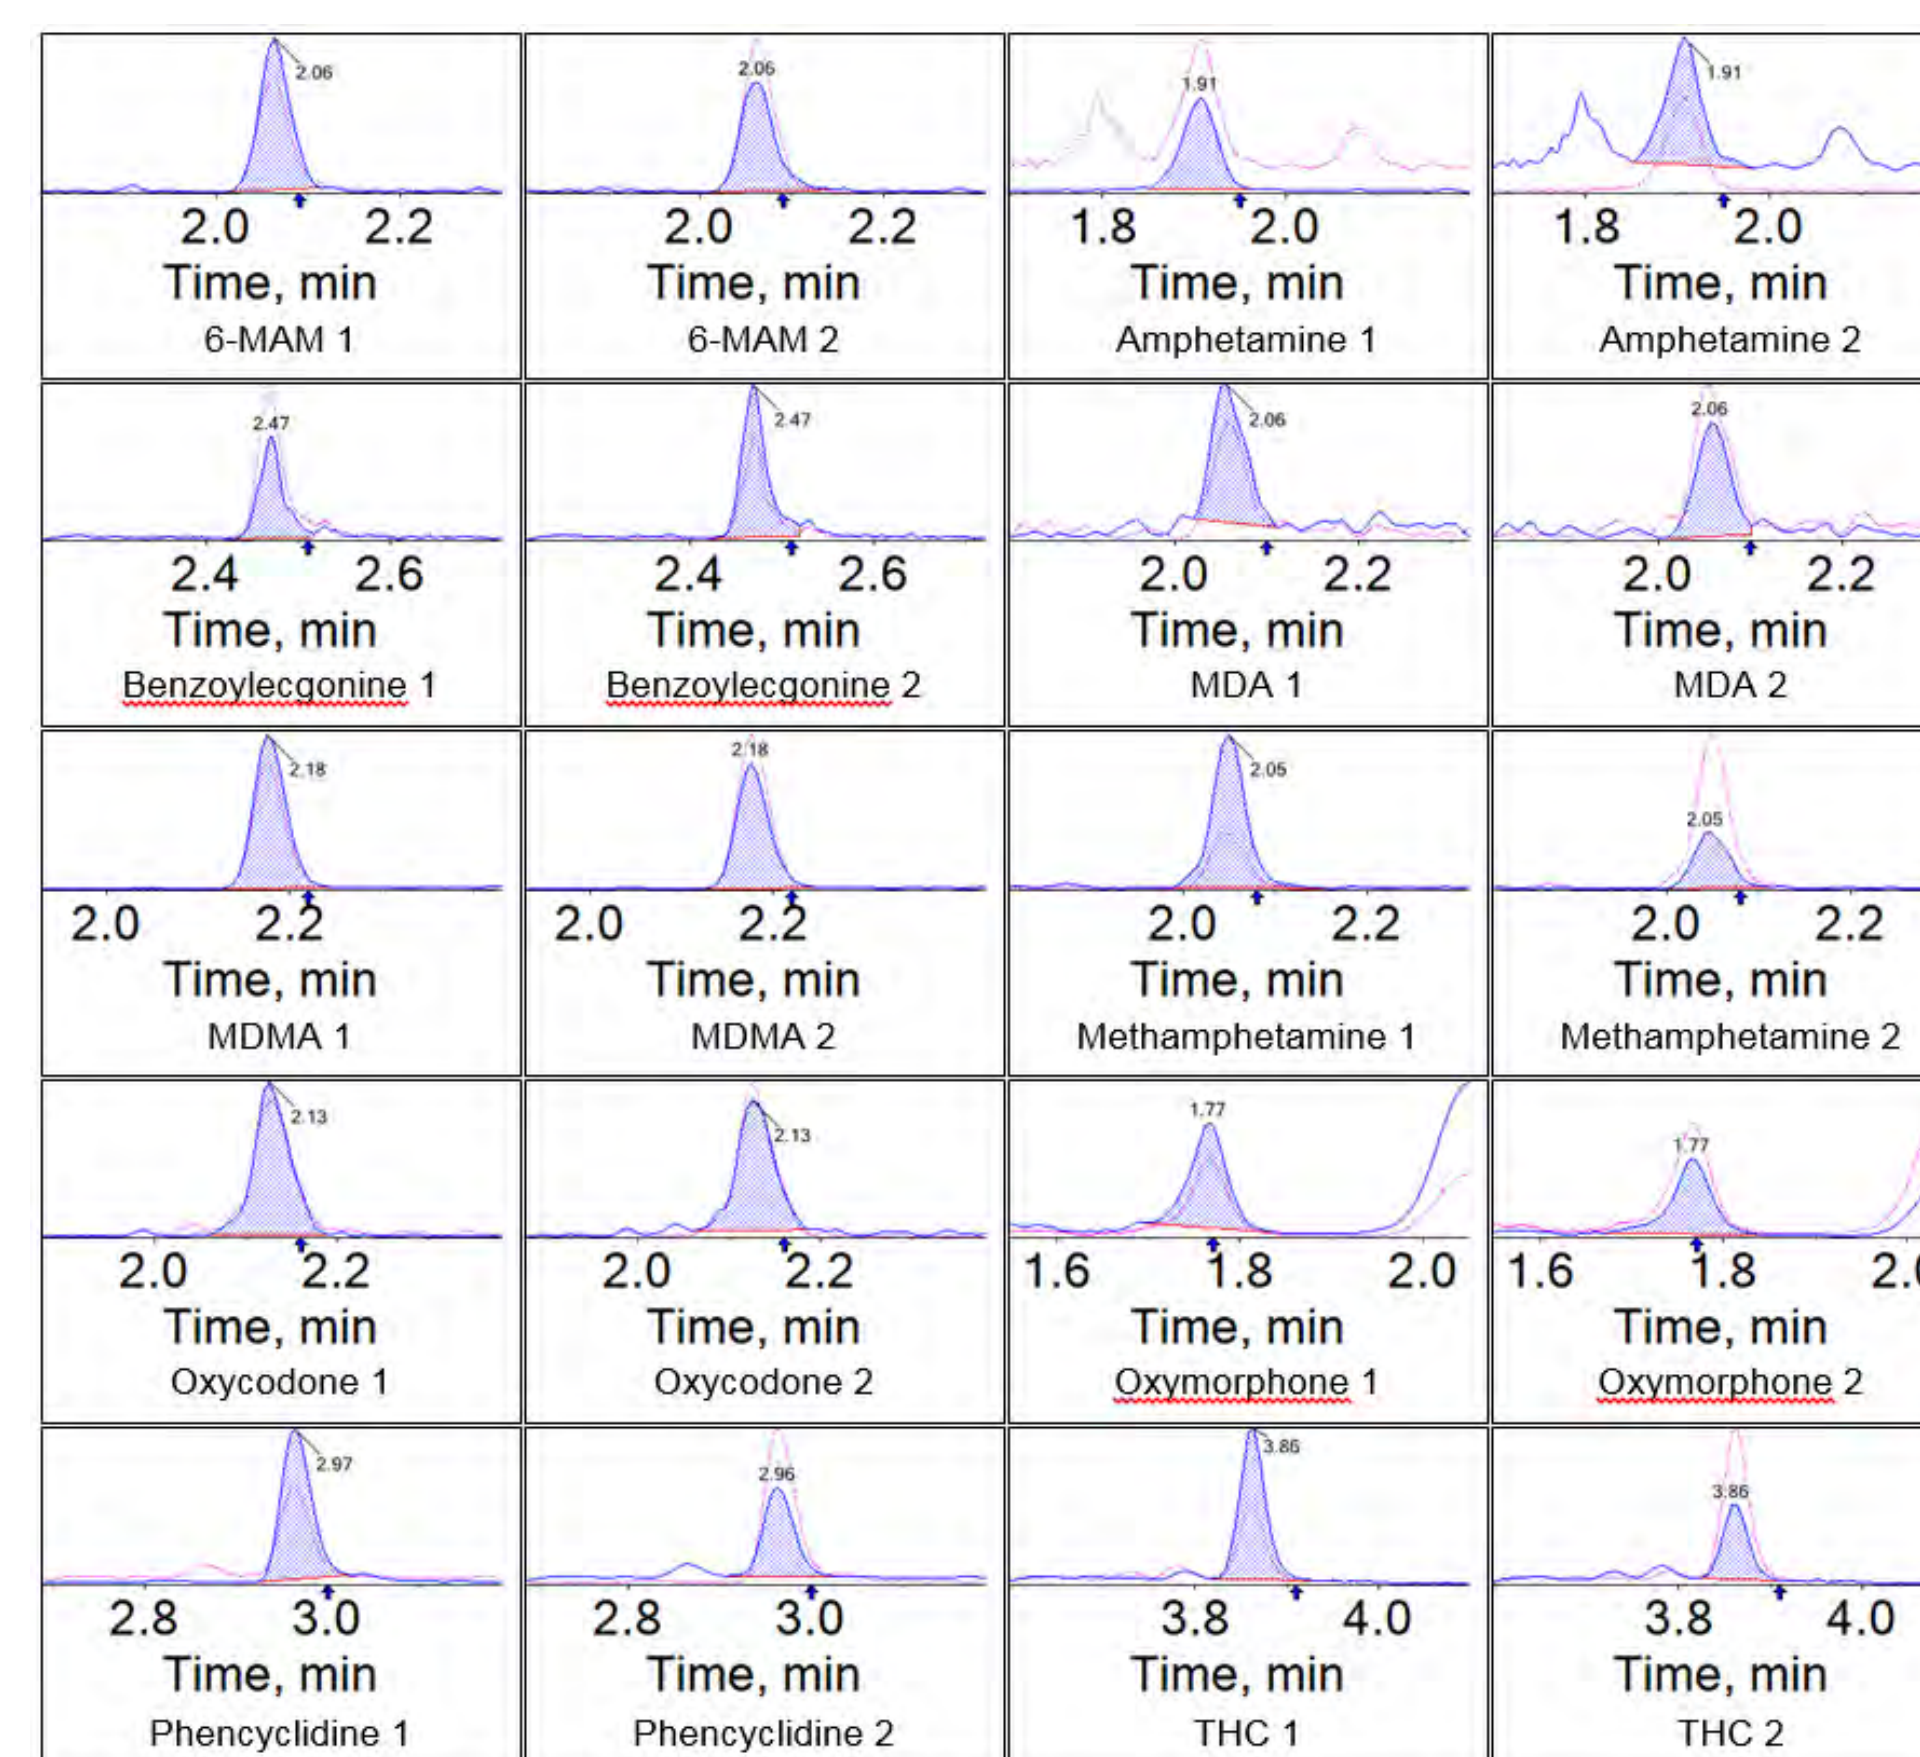 2.06
2.06
1.91
1.91
2.0 2.2
2.0 2.2
1.8 2.0
1.8 2.0
Time, min
Time, min
Time, min
Time, min
6-MAM 1
6-MAM 2
Amphetamine 1
Amphetamine 2
2.47
2.47
2.06
2.06
2.4 2.6
2.4 2.6
2.0 2.2
2.0 2.2
Time, min
Time, min
Time, min
Time, min
Benzoylecgonine 1
Benzoylecgonine 2
MDA 1
MDA 2
2.18
2.18
2.05
2.05
2.0 2.2
2.0 2.2
2.0 2.2
2.0 2.2
Time, min
Time, min
Time, min
Time, min
MDMA 1
MDMA 2
Methamphetamine 1
Methamphetamine 2
2.13
2.13
1.77
1.77
2.0 2.2
2.0 2.2
1.6 1.8 2.0
1.6 1.8
Time, min
Time, min
Time, min
Time, min
Oxycodone 1
Oxycodone 2
Oxymorphone 1
Oxymorphone 2
2.97
2.96
3.86
3.86
2.8 3.0
2.8 3.0
3.8 4.0
3.8 4.0
Time, min
Time, min
Time, min
Time, min
Phencyclidine 1
Phencyclidine 2
THC 1
THC 2